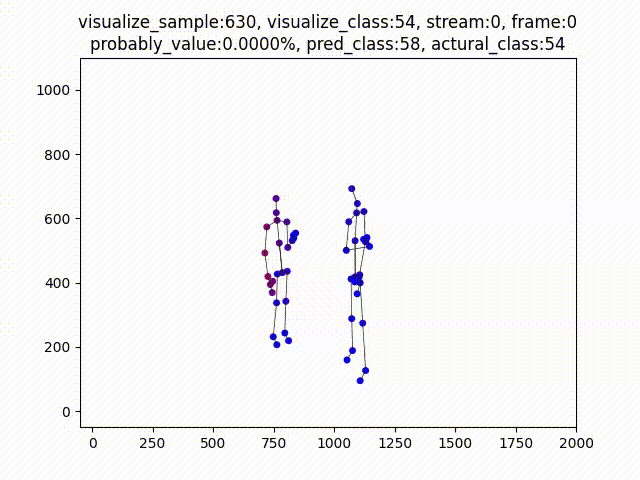 visualize_sample:630, visualize_class:54, stream:0, frame:0
probably_value:0.0000%, pred_class:58, actural_class:54
1000
800
600
400
200
0
0 250 500 750 1000 1250 1500 1750 2000